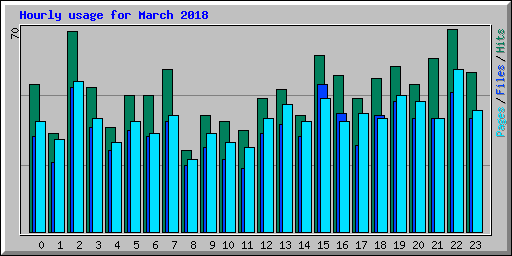 Hourly usage for March 2018
70
Pages / Files / Hits
0 1 2 3 4 5 6 7 8 9 10 11 12 13 14 15 16 17 18 19 20 21 22 23